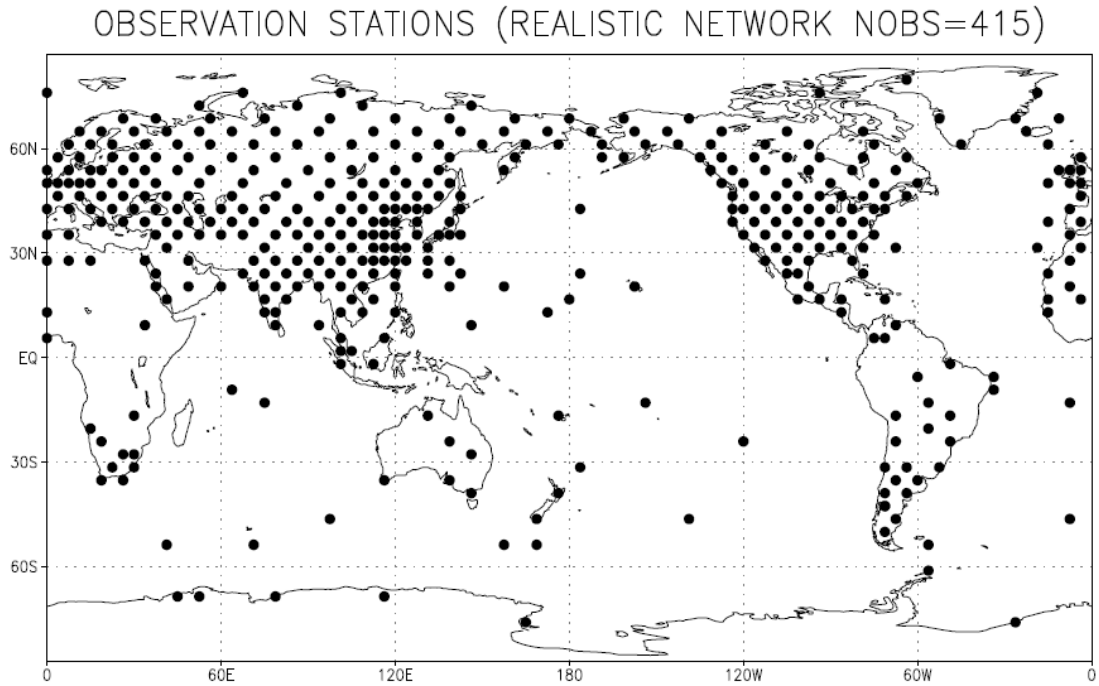 OBSERVATION STATIONS (REALISTIC NETWORK NOBS=415)
60N
30N
EQ
30S
60S
0 60E 120E 180 120W 60W 0